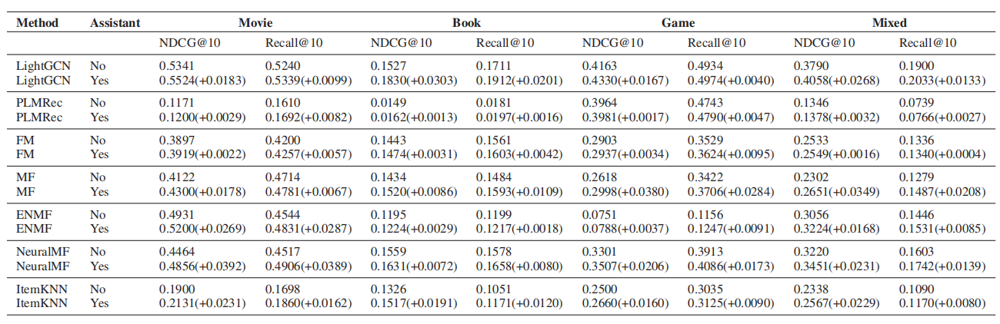 Method Assistant Movie Book Game Mixed
NDCG@10 Recall@10 NDCG@10 Recall@10 NDCG@10 Recall@10 NDCG@10 Recall@10
LightGCN No 0.5341 0.5240 0.1527 0.1711 0.4163 0.4934 0.3790 0.1900
LightGCN Yes 0.5524(+0.0183) 0.5339(+0.0099) 0.1830(+0.0303) 0.1912(+0.0201) 0.4330(+0.0167) 0.4974(+0.0040) 0.4058(+0.0268) 0.2033(+0.0133)
PLMRec No 0.1171 0.1610 0.0149 0.0181 0.3964 0.4743 0.1346 0.0739
PLMRec Yes 0.1200(+0.0029) 0.1692(+0.0082) 0.0162(+0.0013) 0.0197(+0.0016) 0.3981(+0.0017) 0.4790(+0.0047) 0.1378(+0.0032) 0.0766(+0.0027)
FM No 0.3897 0.4200 0.1443 0.1561 0.2903 0.3529 0.2533 0.1336
FM Yes 0.3919(+0.0022) 0.4257(+0.0057) 0.1474(+0.0031) 0.1603(+0.0042) 0.2937(+0.0034) 0.3624(+0.0095) 0.2549(+0.0016) 0.1340(+0.0004)
MF No 0.4122 0.4714 0.1434 0.1484 0.2618 0.3422 0.2302 0.1279
MF Yes 0.4300(+0.0178) 0.4781(+0.0067) 0.1520(+0.0086) 0.1593(+0.0109) 0.2998(+0.0380) 0.3706(+0.0284) 0.2651(+0.0349) 0.1487(+0.0208)
ENMF No 0.4931 0.4544 0.1195 0.1199 0.0751 0.1156 0.3056 0.1446
ENMF Yes 0.5200(+0.0269) 0.4831(+0.0287) 0.1224(+0.0029) 0.1217(+0.0018) 0.0788(+0.0037) 0.1247(+0.0091) 0.3224(+0.0168) 0.1531(+0.0085)
NeuralMF No 0.4464 0.4517 0.1559 0.1578 0.3301 0.3913 0.3220 0.1603
NeuralMF Yes 0.4856(+0.0392) 0.4906(+0.0389) 0.1631(+0.0072) 0.1658(+0.0080) 0.3507(+0.0206) 0.4086(+0.0173) 0.3451(+0.0231) 0.1742(+0.0139)
ItemKNN No 0.1900 0.1698 0.1326 0.1051 0.2500 0.3035 0.2338 0.1090
ItemKNN Yes 0.2131(+0.0231) 0.1860(+0.0162) 0.1517(+0.0191) 0.1171(+0.0120) 0.2660(+0.0160) 0.3125(+0.0090) 0.2567(+0.0229) 0.1170(+0.0080)